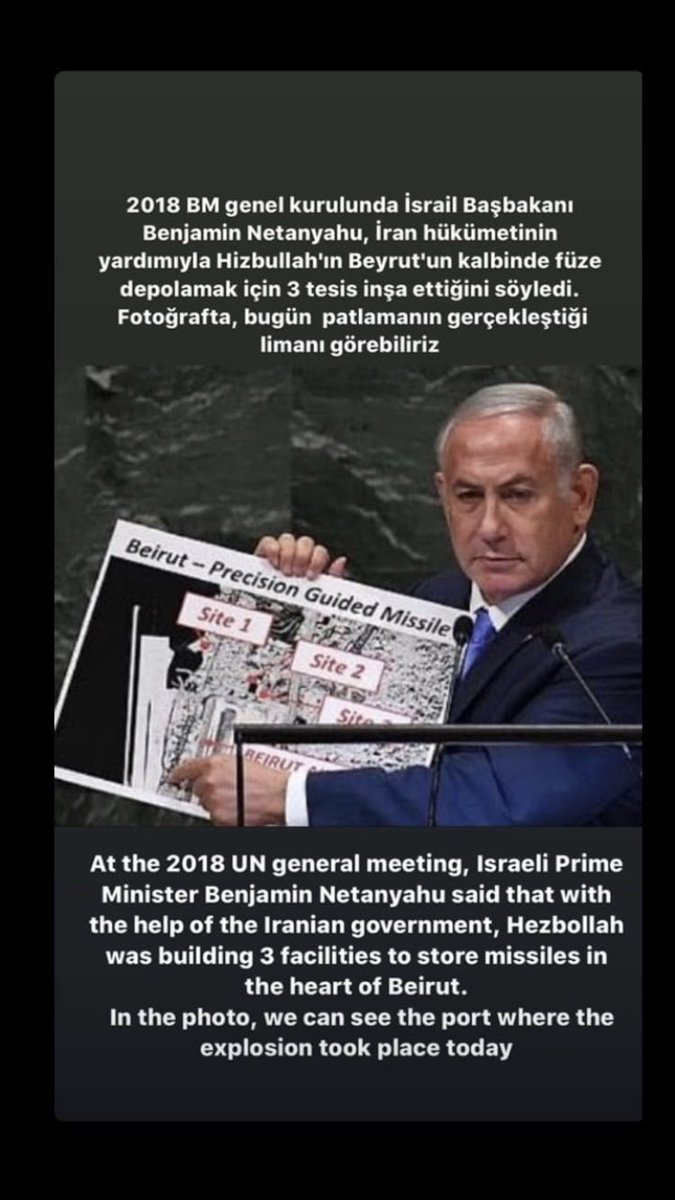 2018 BM genel kurulunda İsrail Başbakanı
Benjamin Netanyahu, İran hükümetinin
yardımıyla Hizbullah'ın Beyrut'un kalbinde füze
depolamak için 3 tesis inşa ettiğini söyledi.
Fotoğrafta, bugün patlamanın gerçekleştiği
limanı görebiliriz
Beirut – Precision Guided Missile
Site 1
Site 2
BEIRUT
At the 2018 UN general meeting, Israeli Prime
Minister Benjamin Netanyahu said that with
the help of the Iranian government, Hezbollah
was building 3 facilities to store missiles in
the heart of Beirut.
In the photo, we can see the port where the
explosion took place today